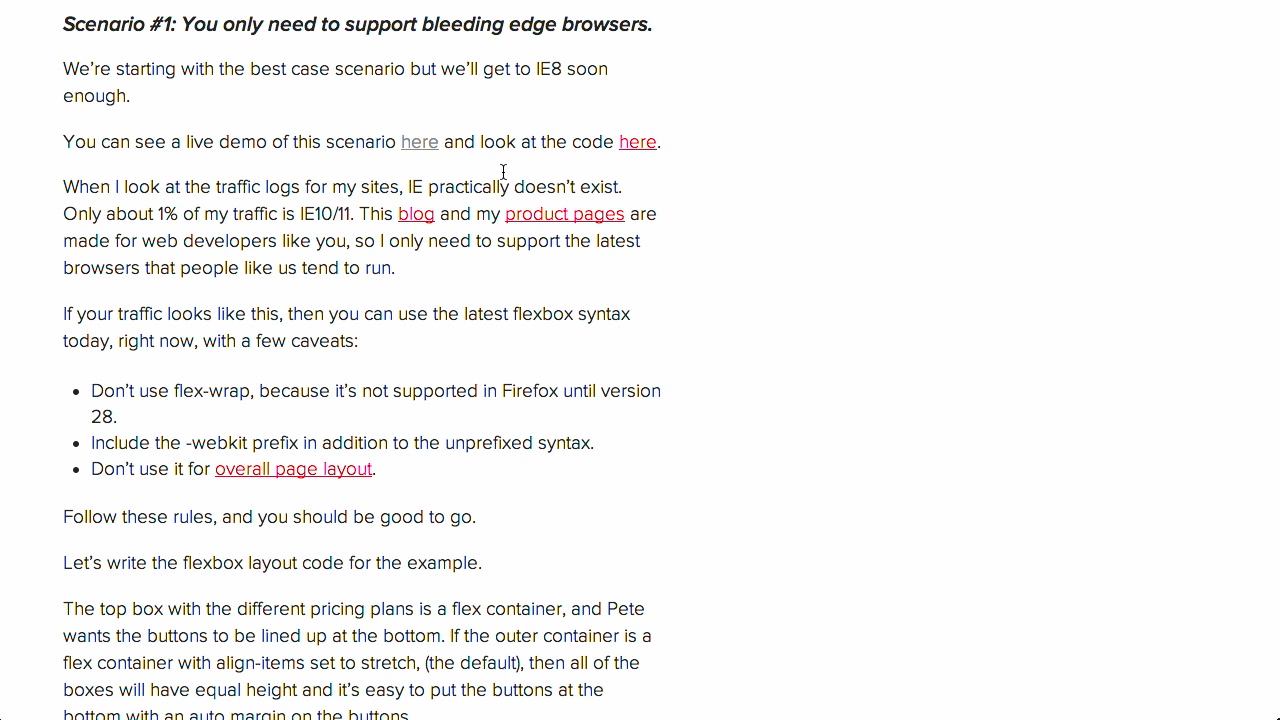 Scenario #1: You only need to support bleeding edge browsers.
We’re starting with the best case scenario but we’ll get to IE8 soon
enough.
You can see a live demo of this scenario here and look at the code here.
When I look at the traffic logs for my sites, IE practically doesn’t exist.
Only about 1% of my traffic is IE10/11. This blog and my product pages are
made for web developers like you, so I only need to support the latest
browsers that people like us tend to run.
If your traffic looks like this, then you can use the latest flexbox syntax
today, right now, with a few caveats:
• Don’t use flex-wrap, because it’s not supported in Firefox until version
28.
• Include the -webkit prefix in addition to the unprefixed syntax.
• Don’t use it for overall page layout.
Follow these rules, and you should be good to go.
Let’s write the flexbox layout code for the example.
The top box with the different pricing plans is a flex container, and Pete
wants the buttons to be lined up at the bottom. If the outer container is a
flex container with align-items set to stretch, (the default), then all of the
boxes will have equal height and it’s easy to put the buttons at the
bottom with an auto margin on the buttons.